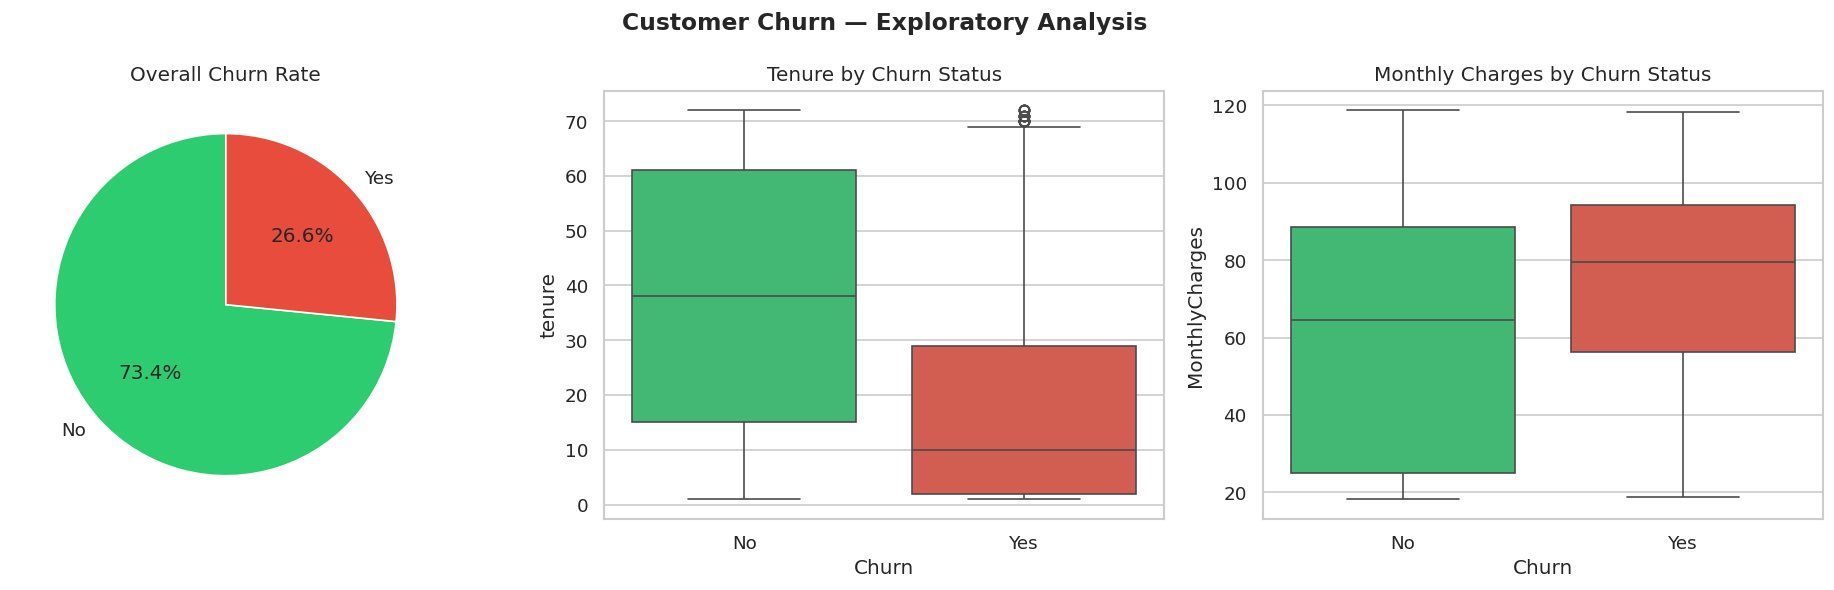 Customer Churn — Exploratory Analysis
Overall Churn Rate
Yes
26.6%
73.4%
No
Tenure by Churn Status
tenure
70
60
50
40
30
20
10
0
No
Yes
Churn
Monthly Charges by Churn Status
MonthlyCharges
120
100
80
60
40
20
No
Yes
Churn